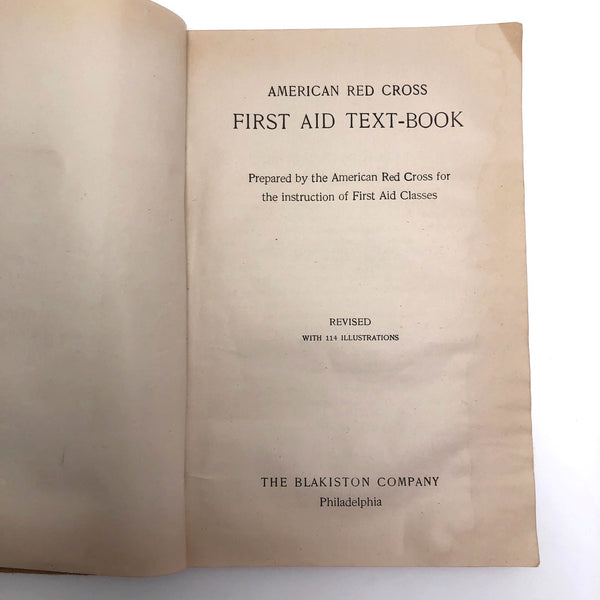 AMERICAN RED CROSS
FIRST AID TEXT-BOOK
Prepared by the American Red Cross for
the instruction of First Aid Classes
REVISED
WITH 114 ILLUSTRATIONS
THE BLAKISTON COMPANY
Philadelphia